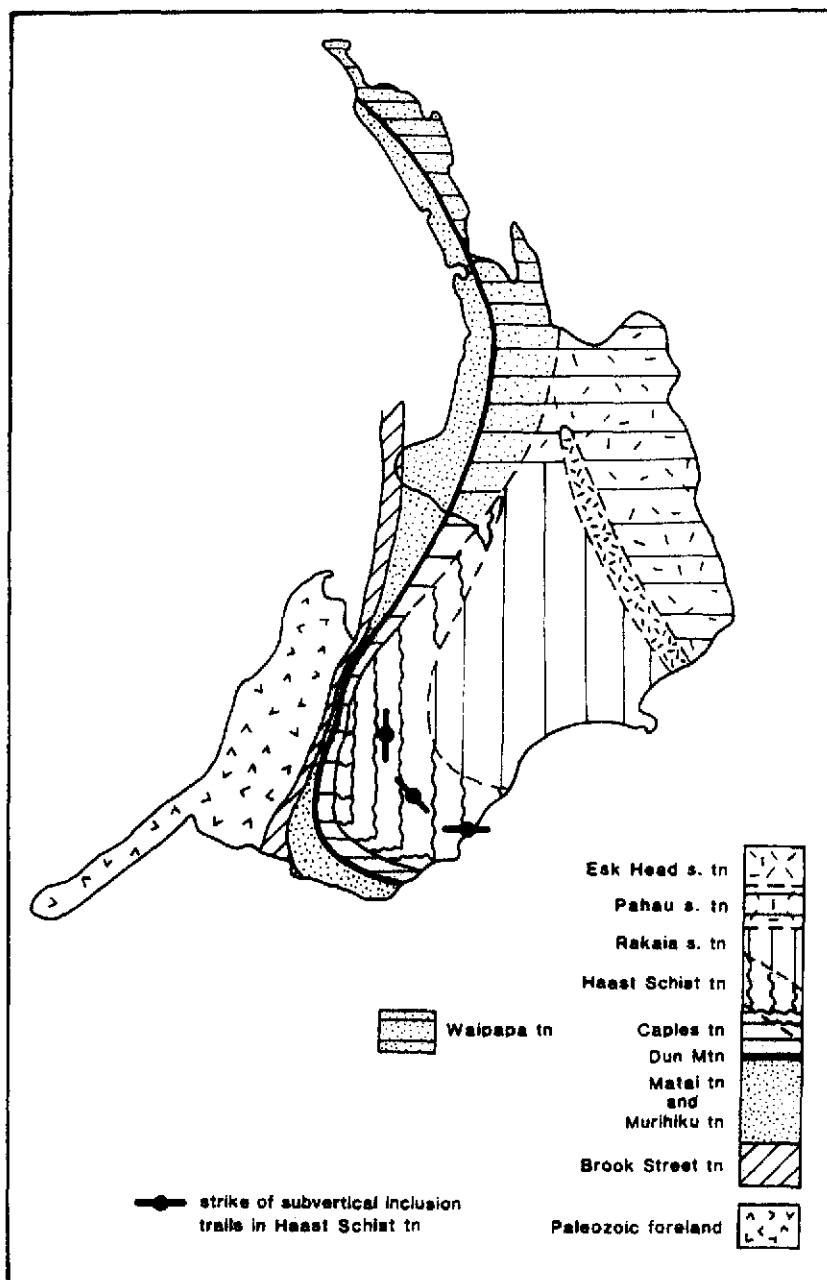 Esk Head s. tn
Pahau s. tn
Rakaia s. tn
Haast Schist tn
Waipapa tn
Caples tn
Dun Mtn
Matai tn
and
Murihiku tn
Brook Street tn
strike of subvertical inclusion
trails in Haast Schist tn
Paleozoic foreland